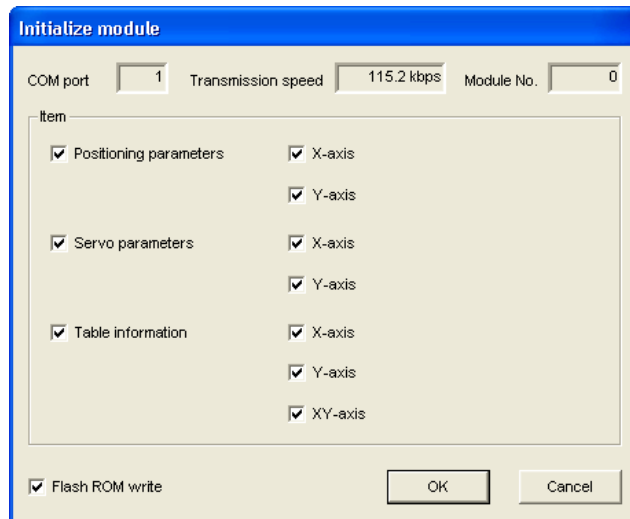 Initialize module
COM port 1 Transmission speed 115.2 kbps Module No. 0
Item
Positioning parameters X-axis
Y-axis
Servo parameters X-axis
Y-axis
Table information X-axis
Y-axis
XY-axis
Flash ROM write OK Cancel